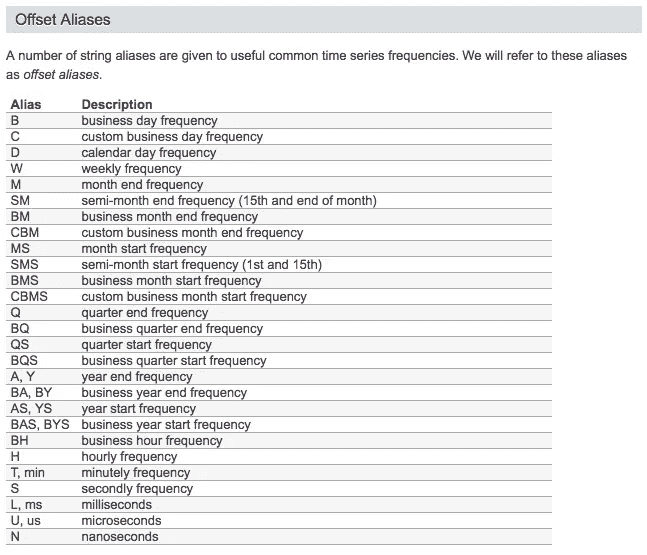 Offset Aliases
A number of string aliases are given to useful common time series frequencies. We will refer to these aliases
as offset aliases.
Alias Description
B business day frequency
C custom business day frequency
D calendar day frequency
W weekly frequency
M month end frequency
SM semi-month end frequency (15th and end of month)
BM business month end frequency
CBM custom business month end frequency
MS month start frequency
SMS semi-month start frequency (1st and 15th)
BMS business month start frequency
CBMS custom business month start frequency
Q quarter end frequency
BQ business quarter end frequency
QS quarter start frequency
BQS business quarter start frequency
A, Y year end frequency
BA, BY business year end frequency
AS, YS year start frequency
BAS, BYS business year start frequency
BH business hour frequency
H hourly frequency
T, min minutely frequency
S secondly frequency
L, ms milliseconds
U, us microseconds
N nanoseconds